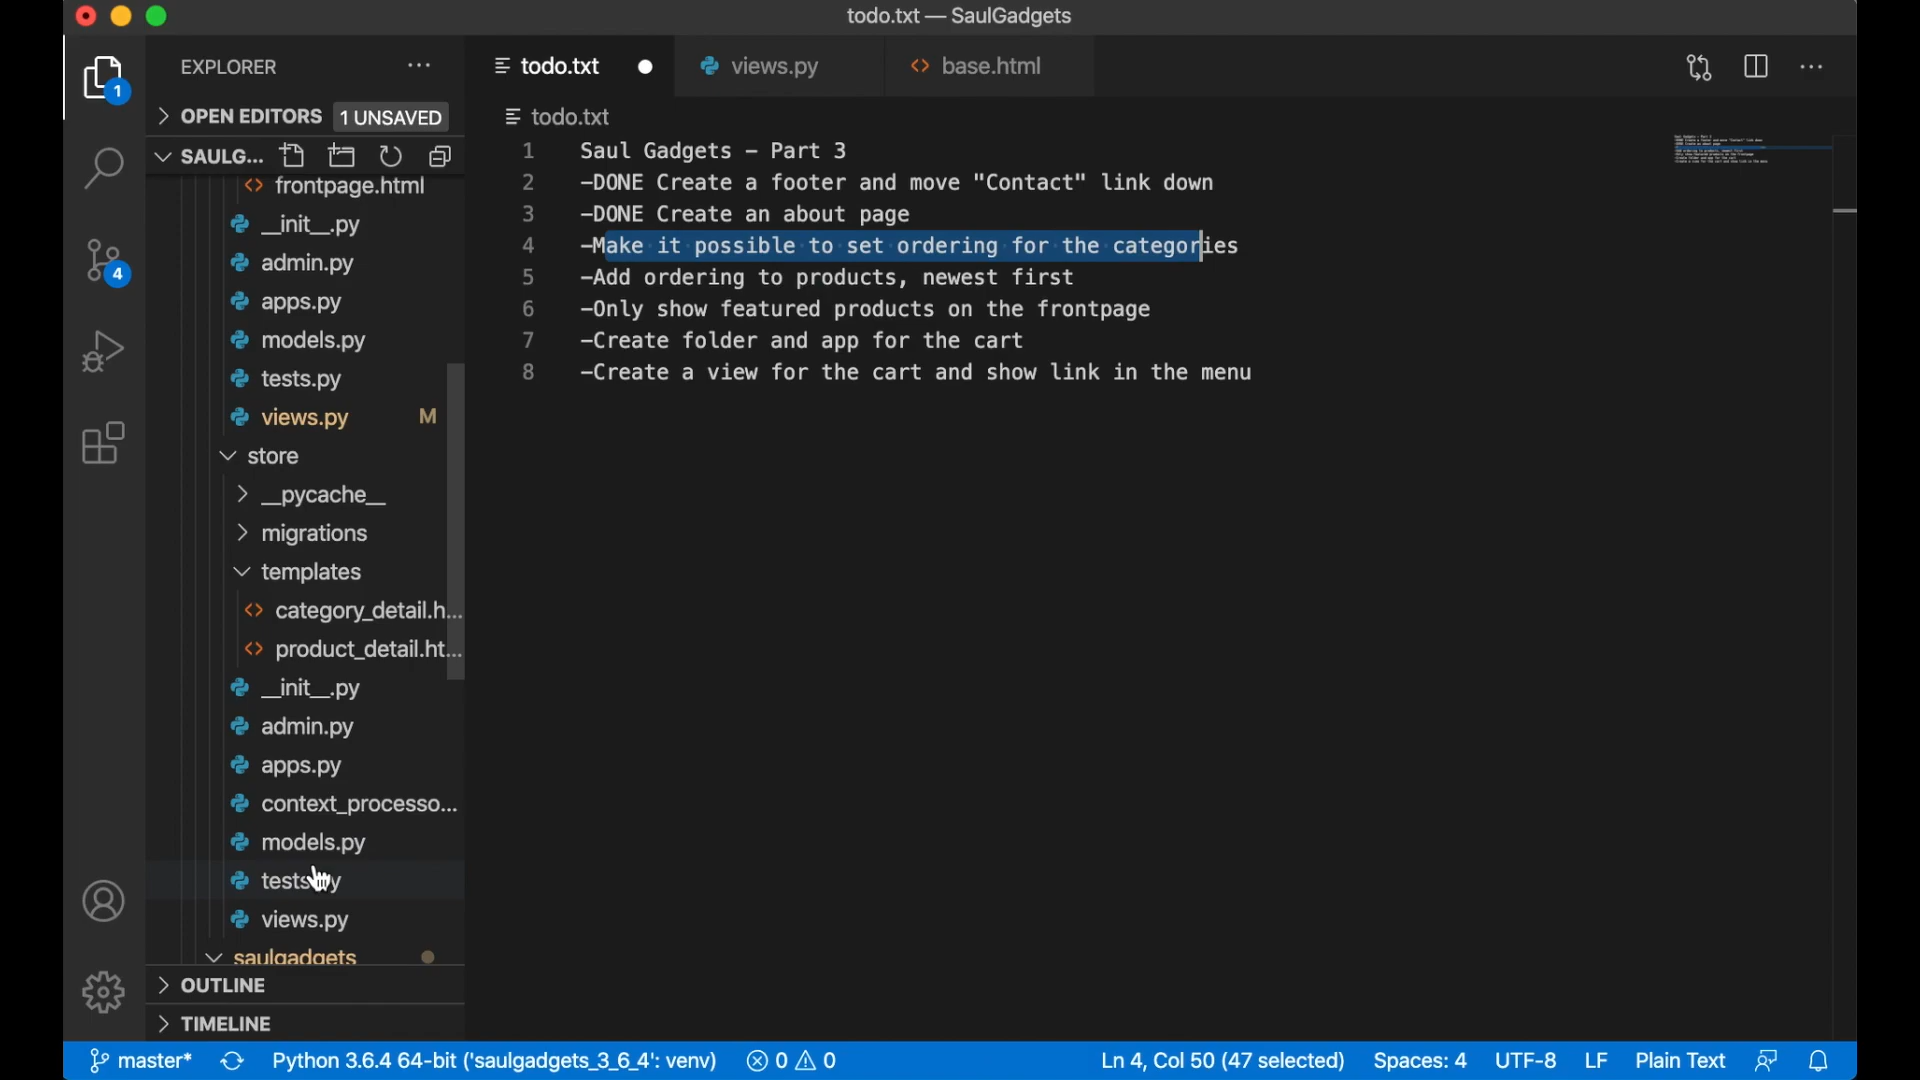 todo.txt — SaulGadgets
EXPLORER
todo.txt
views.py
base.html
1
OPEN EDITORS
1 UNSAVED
todo.txt
SAULG...
1 Saul Gadgets - Part 3
frontpage.html
2 -DONE Create a footer and move "Contact" link down
__init__.py
3 -DONE Create an about page
4 -Make it possible to set ordering for the categories
admin.py
4
5 -Add ordering to products, newest first
apps.py
6 -Only show featured products on the frontpage
models.py
7 -Create folder and app for the cart
tests.py
8 -Create a view for the cart and show link in the menu
views.py M
store
__pycache__
migrations
templates
category_detail.h...
product_detail.ht...
__init__.py
admin.py
apps.py
context_processo...
models.py
tests.py
views.py
saulgadgets
OUTLINE
TIMELINE
master* Python 3.6.4 64-bit ('saulgadgets_3_6_4': venv) 0 0 Ln 4, Col 50 (47 selected) Spaces: 4 UTF-8 LF Plain Text